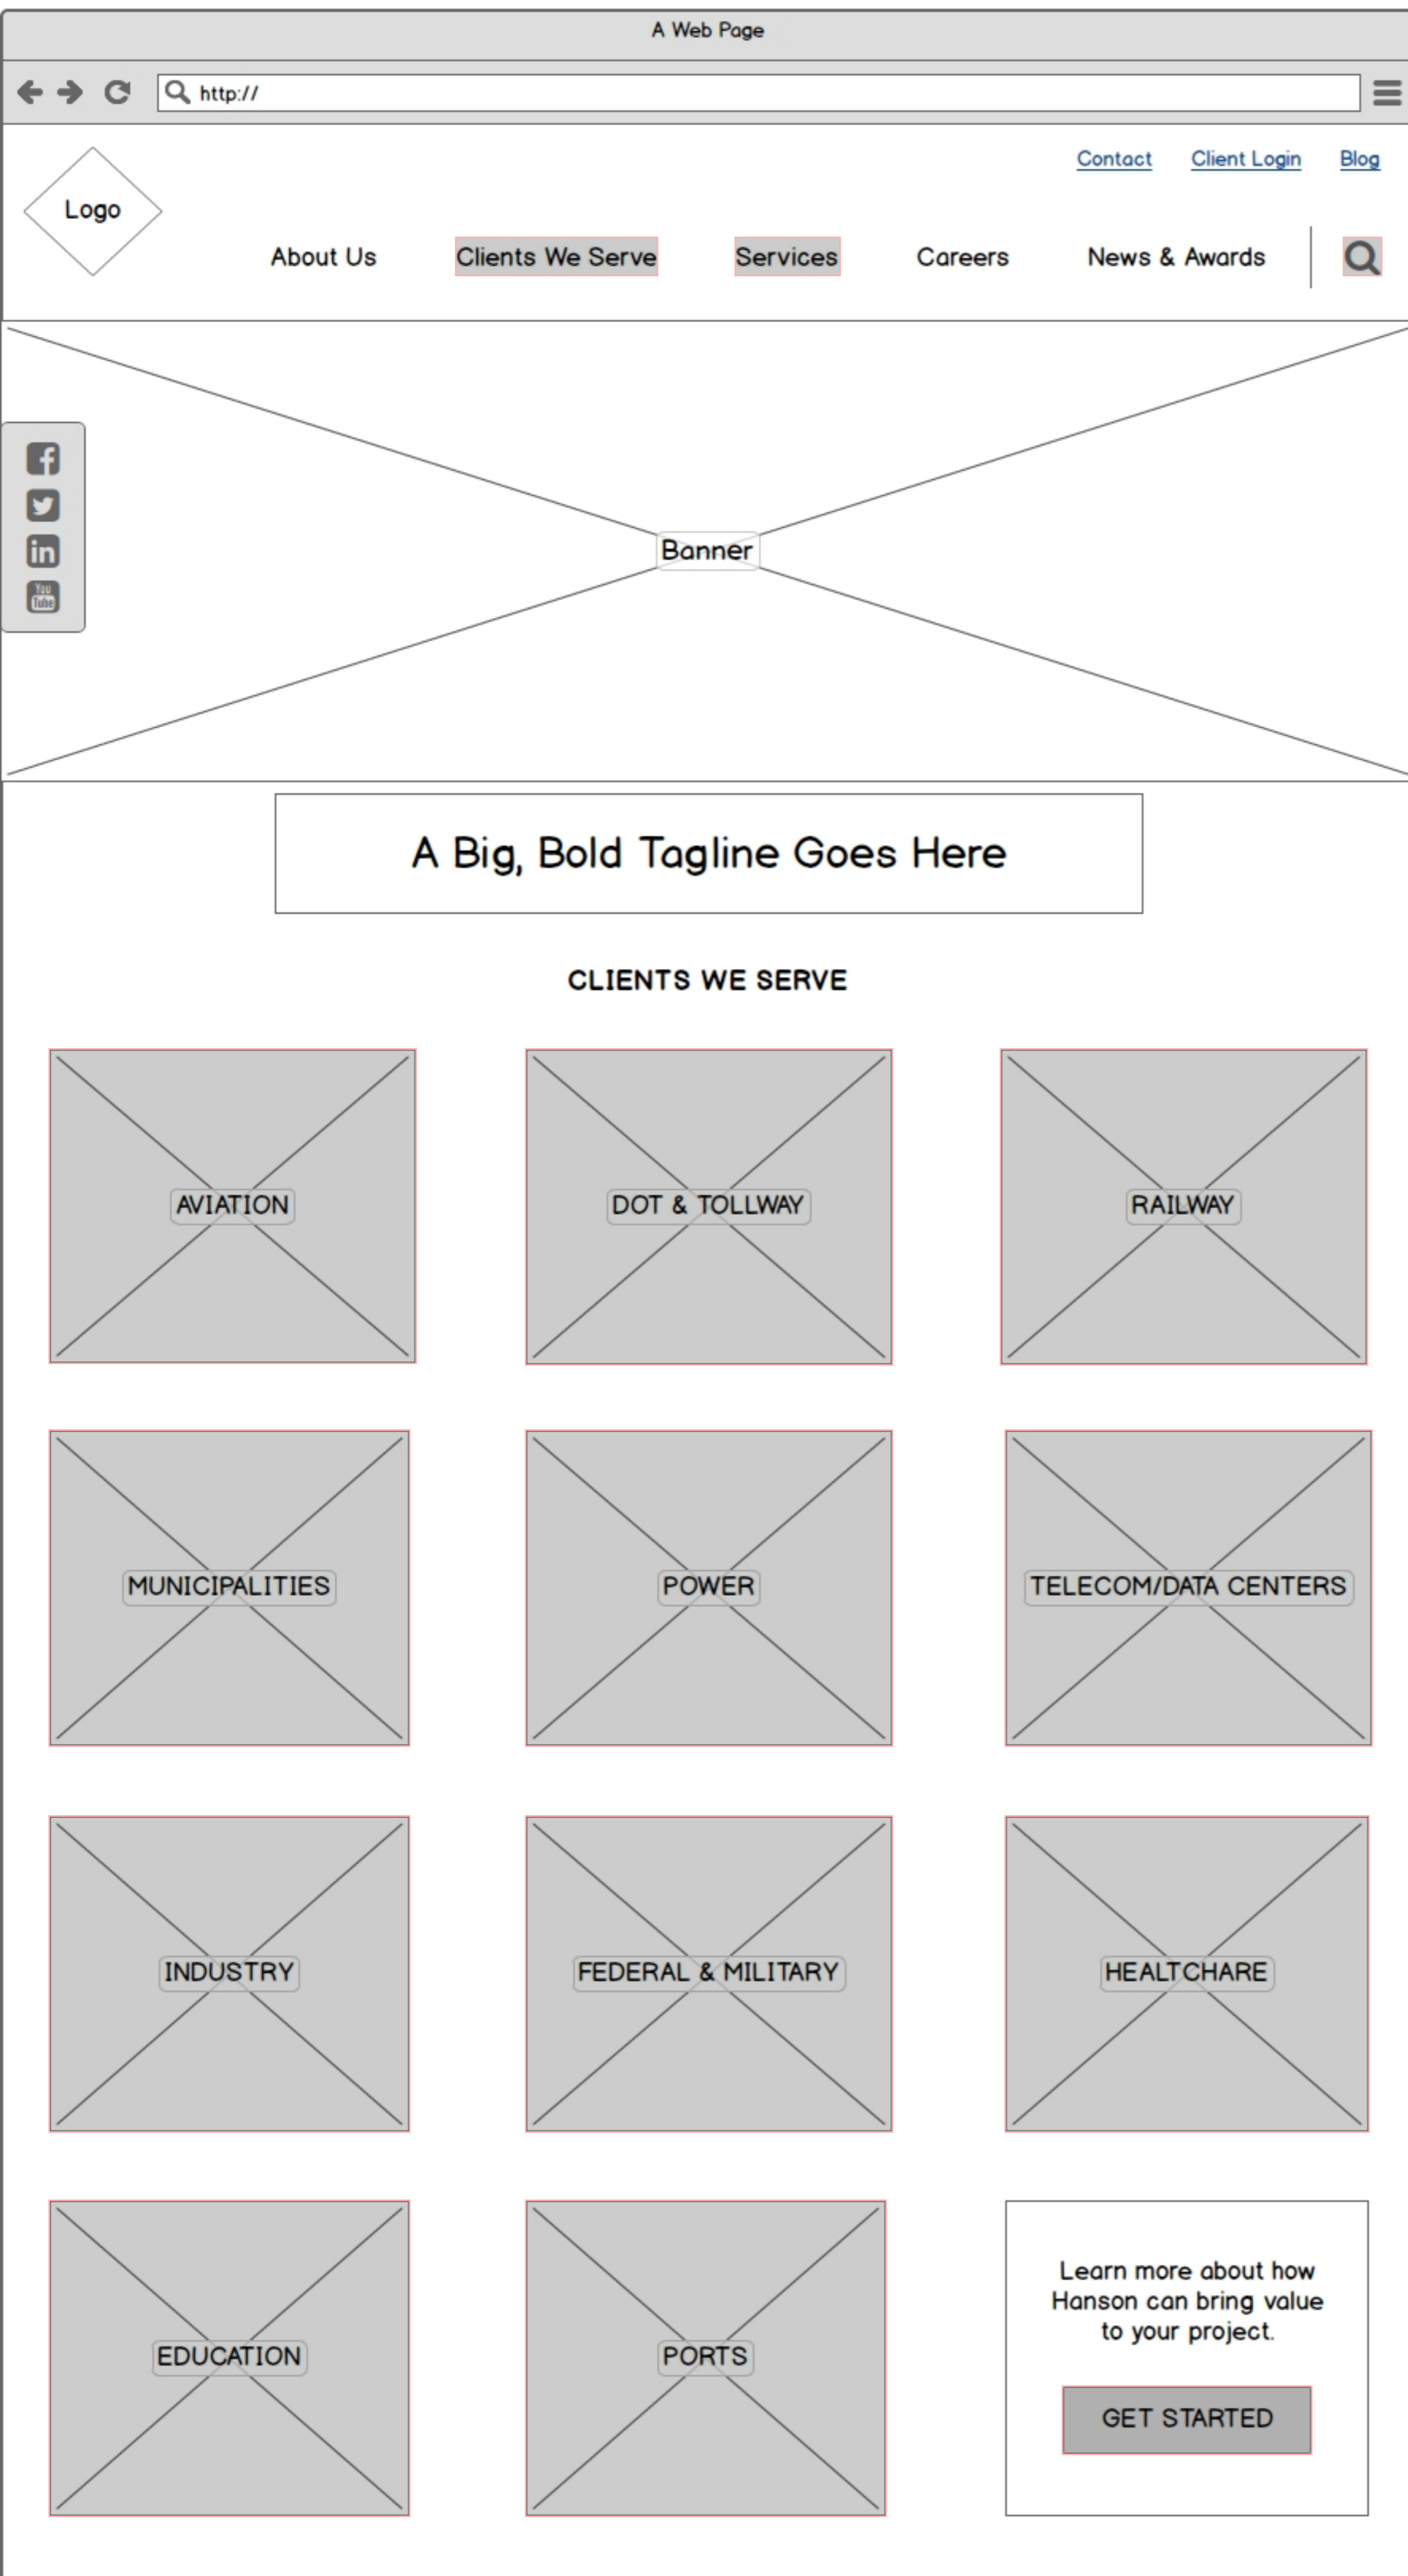 A Web Page
http://
Contact Client Login Blog
Logo
About Us Clients We Serve Services Careers News & Awards
You
Tube
Banner
A Big, Bold Tagline Goes Here
CLIENTS WE SERVE
AVIATION DOT & TOLLWAY RAILWAY
MUNICIPALITIES POWER TELECOM/DATA CENTERS
INDUSTRY FEDERAL & MILITARY HEALTCHARE
EDUCATION PORTS
Learn more about how
Hanson can bring value
to your project.
GET STARTED